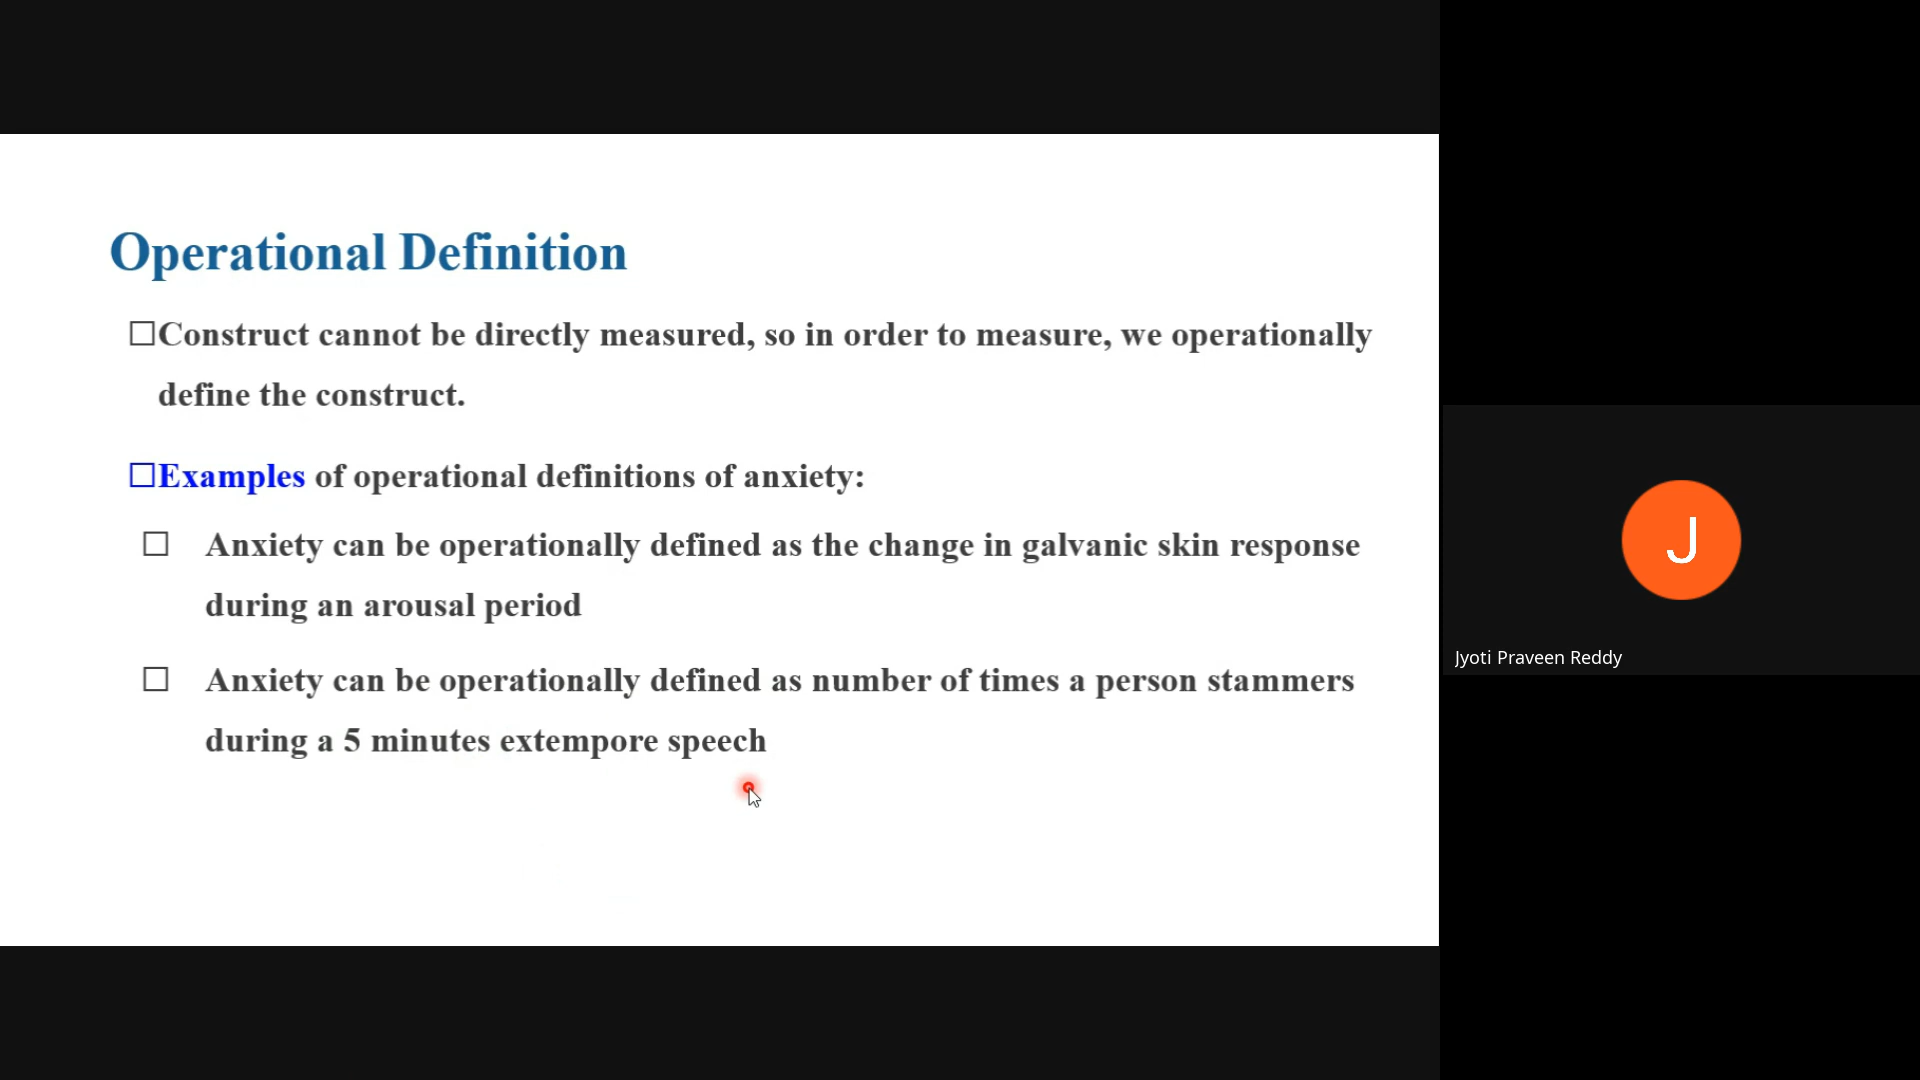 Operational Definition
☐Construct cannot be directly measured, so in order to measure, we operationally
define the construct.
☐Examples of operational definitions of anxiety:
☐ Anxiety can be operationally defined as the change in galvanic skin response
during an arousal period
☐ Anxiety can be operationally defined as number of times a person stammers
during a 5 minutes extempore speech
J
Jyoti Praveen Reddy